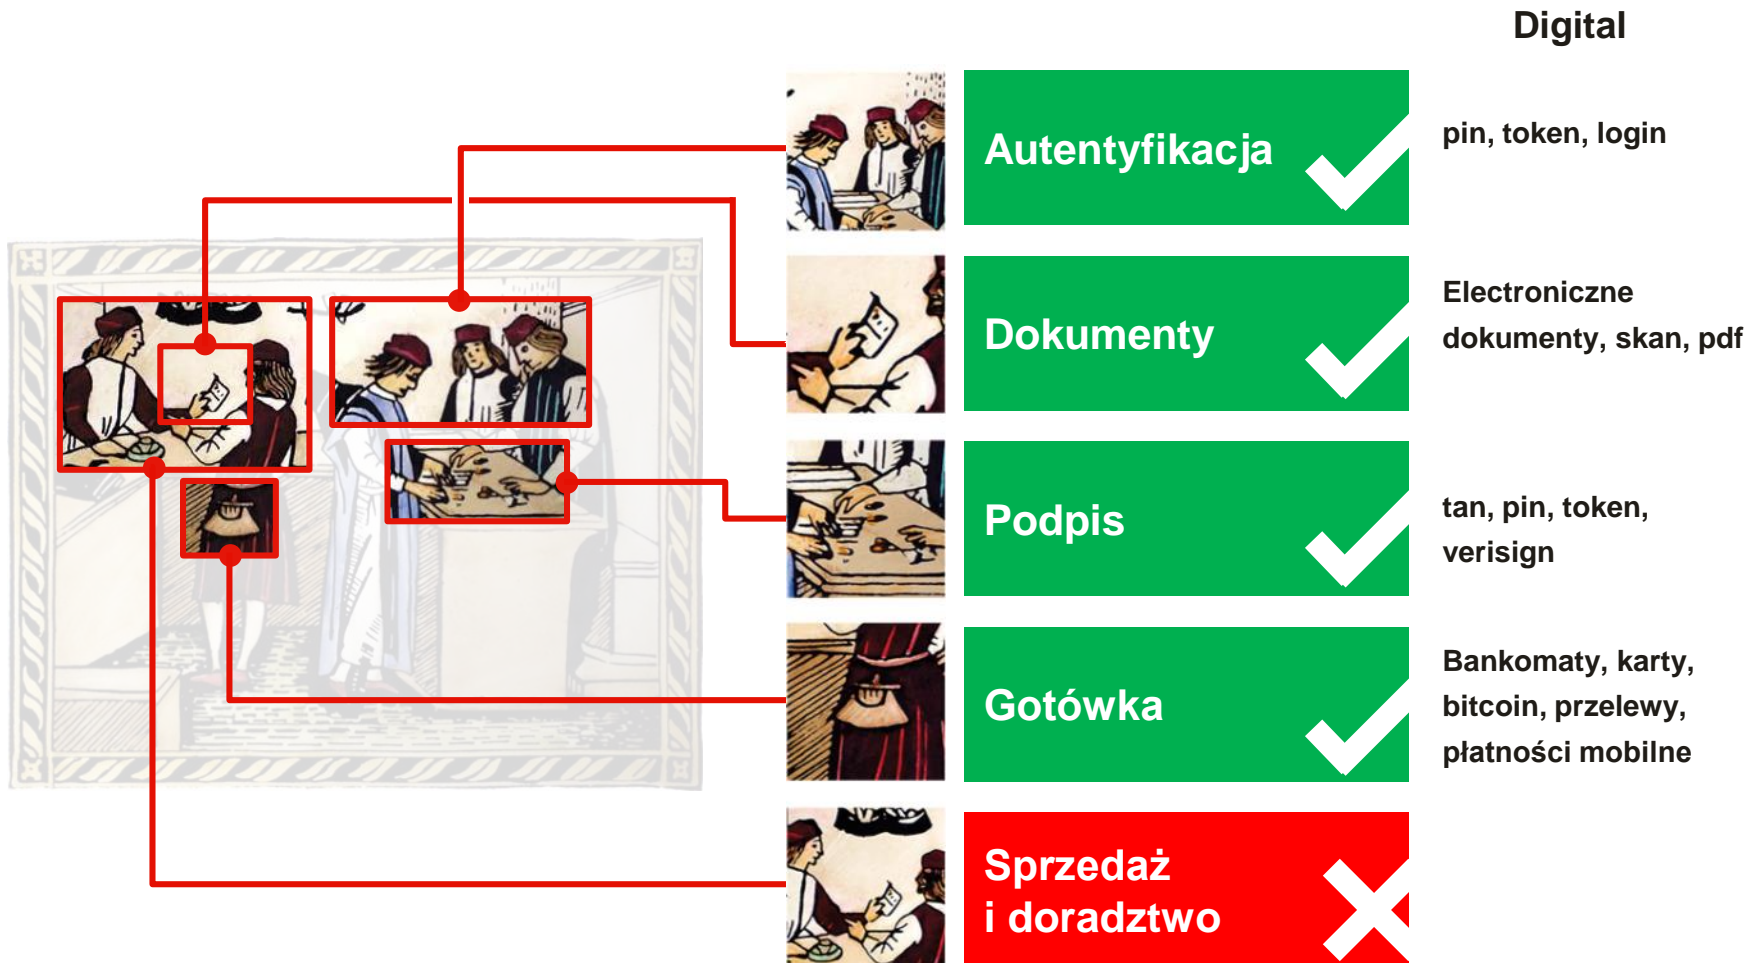 Digital
Autentyfikacja
pin, token, login
Dokumenty
Electroniczne
dokumenty, skan, pdf
Podpis
tan, pin, token,
verisign
Gotówka
Bankomaty, karty,
bitcoin, przelewy,
płatności mobilne
Sprzedaż
i doradztwo